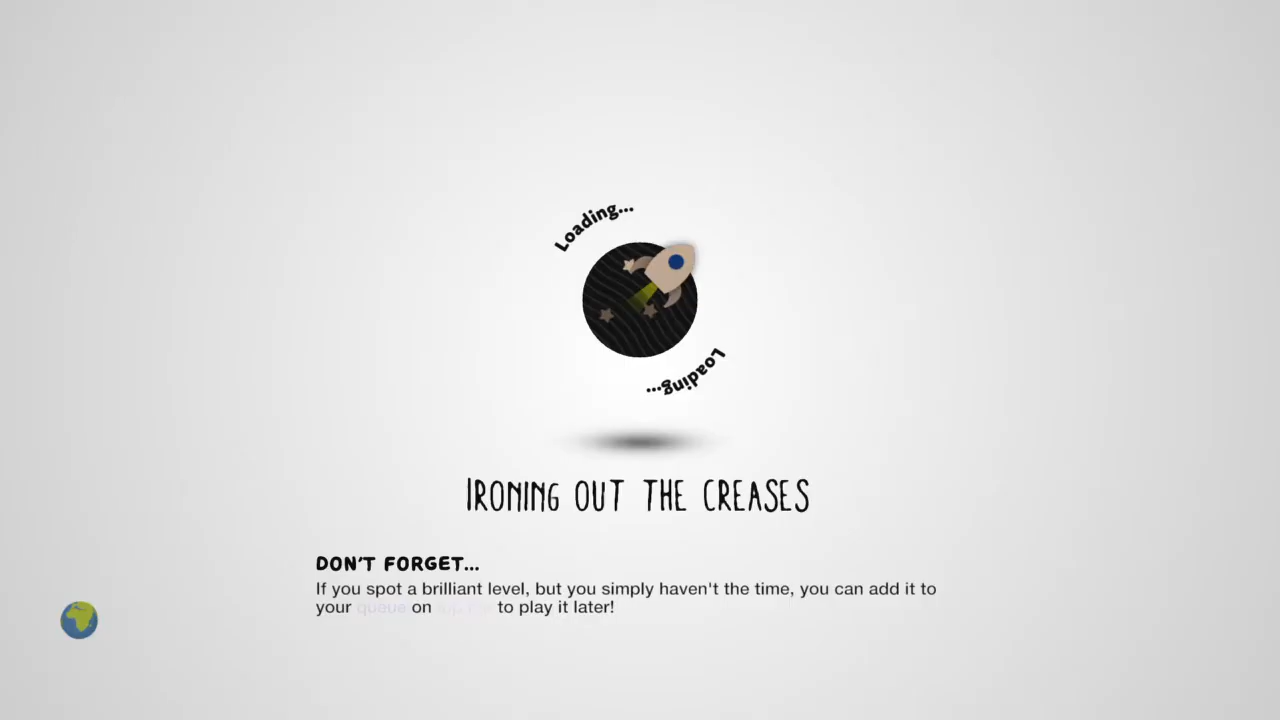 Loading...
Loading...
IRONING OUT THE CREASES
DON'T FORGET...
If you spot a brilliant level, but you simply haven't the time, you can add it to
your queue on to play it later!